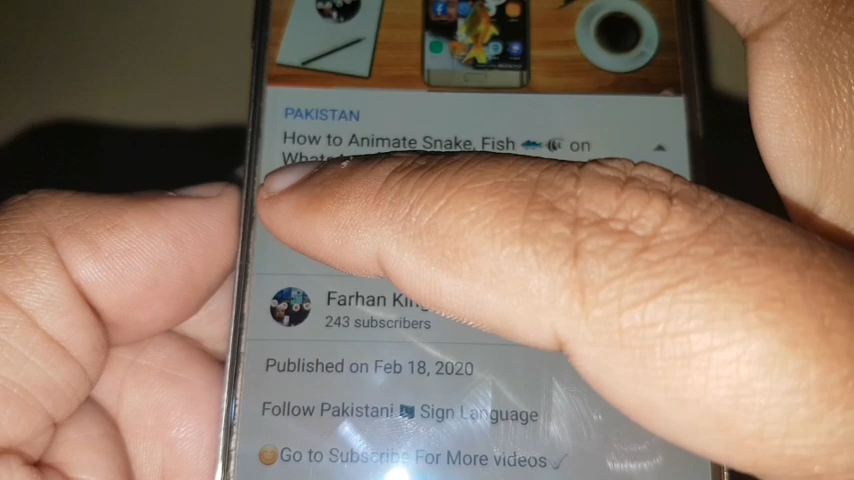 PAKISTAN
How to Animate Snake, Fish 🐟🐠 on
Farhan
243 subscribers
Published on Feb 18, 2020
Follow Pakistani Sign Language
😊Go to Subscribe For More videos✓